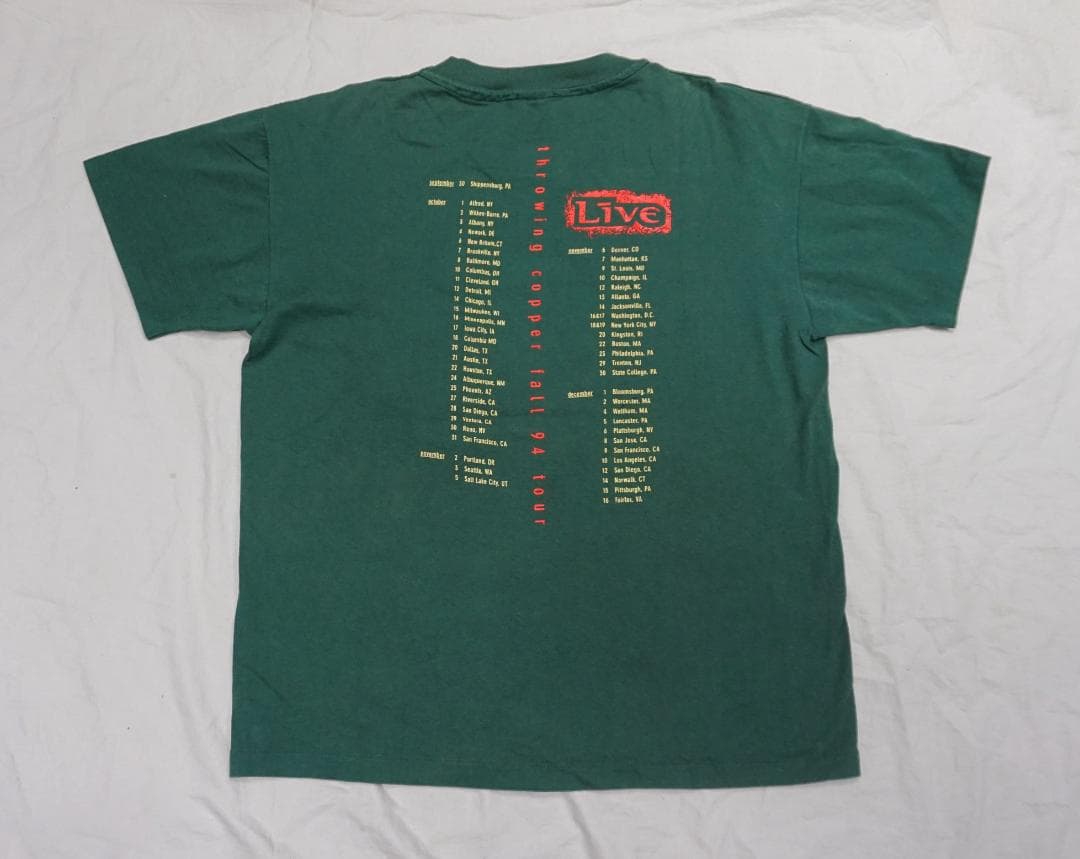 throwing copper fall 94 tour
september 30 Shippensburg, PA
october 1 Alfred, NY
2 Wilkes-Barre, PA
3 Albany, NY
4 Newark, DE
6 New Britain, CT
7 Brockville, NY
8 Baltimore, MD
10 Columbus, OH
11 Cleveland, OH
12 Detroit, MI
14 Chicago, IL
15 Milwaukee, WI
16 Minneapolis, MN
17 Iowa City, IA
18 Columbia MO
20 Dallas, TX
21 Austin, TX
22 Houston, TX
24 Albuquerque, NM
25 Phoenix, AZ
27 Riverside, CA
28 San Diego, CA
29 Ventura, CA
30 Reno, NV
31 San Francisco, CA
november 2 Portland, OR
3 Seattle, WA
5 Salt Lake City, UT
Live
november 6 Denver, CO
7 Manhattan, KS
9 St. Louis, MO
10 Champaign, IL
12 Raleigh, NC
13 Atlanta, GA
14 Jacksonville, FL
16&17 Washington, D.C.
18&19 New York City, NY
20 Kingston, RI
22 Boston, MA
25 Philadelphia, PA
29 Trenton, NJ
30 State College, PA
december 1 Bloomsburg, PA
2 Worcester, MA
4 Waltham, MA
5 Lancaster, PA
6 Plattsburgh, NY
8 San Jose, CA
9 San Francisco, CA
10 Los Angeles, CA
12 San Diego, CA
14 Norwalk, CT
15 Pittsburgh, PA
16 Fairfax, VA